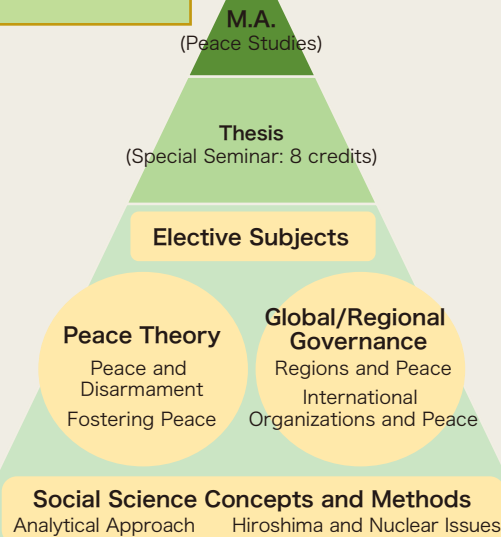 M.A.
(Peace Studies)
Thesis
(Special Seminar: 8 credits)
Elective Subjects
Peace Theory
Peace and
Disarmament
Fostering Peace
Global/Regional
Governance
Regions and Peace
International
Organizations and Peace
Social Science Concepts and Methods
Analytical Approach Hiroshima and Nuclear Issues